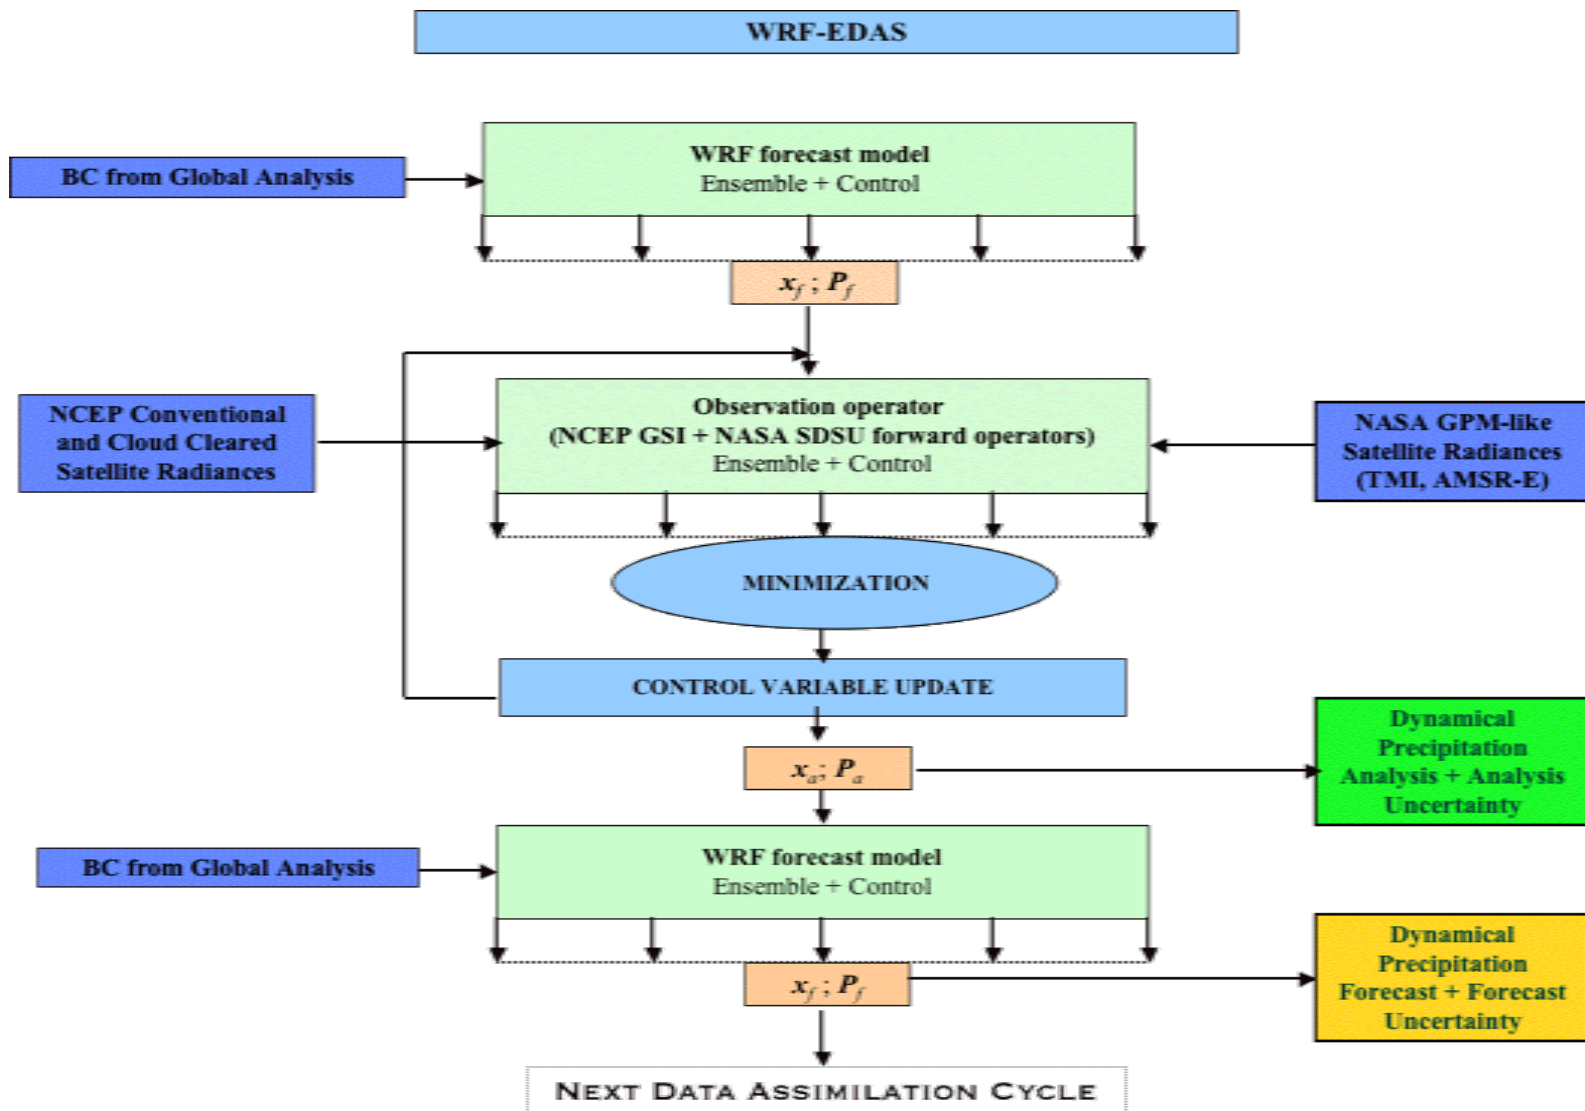 WRF-EDAS
WRF forecast model
Ensemble + Control
BC from Global Analysis
x_f ; P_f
NCEP Conventional
and Cloud Cleared
Satellite Radiances
Observation operator
(NCEP GSI + NASA SDSU forward operators)
Ensemble + Control
NASA GPM-like
Satellite Radiances
(TMI, AMSR-E)
MINIMIZATION
CONTROL VARIABLE UPDATE
x_a ; P_a
Dynamical
Precipitation
Analysis + Analysis
Uncertainty
BC from Global Analysis
WRF forecast model
Ensemble + Control
x_f ; P_f
Dynamical
Precipitation
Forecast + Forecast
Uncertainty
NEXT DATA ASSIMILATION CYCLE